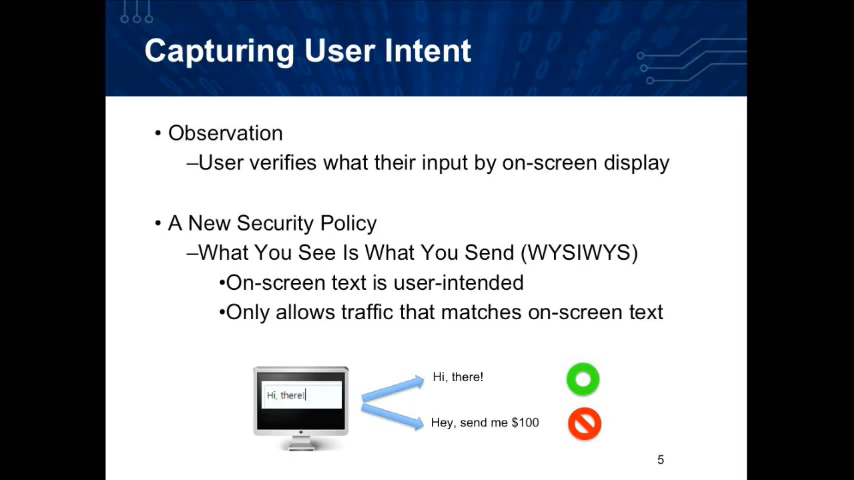 Capturing User Intent
• Observation
–User verifies what their input by on-screen display
• A New Security Policy
–What You See Is What You Send (WYSIWYS)
•On-screen text is user-intended
•Only allows traffic that matches on-screen text
Hi, there!
Hi, there!
Hey, send me $100
5